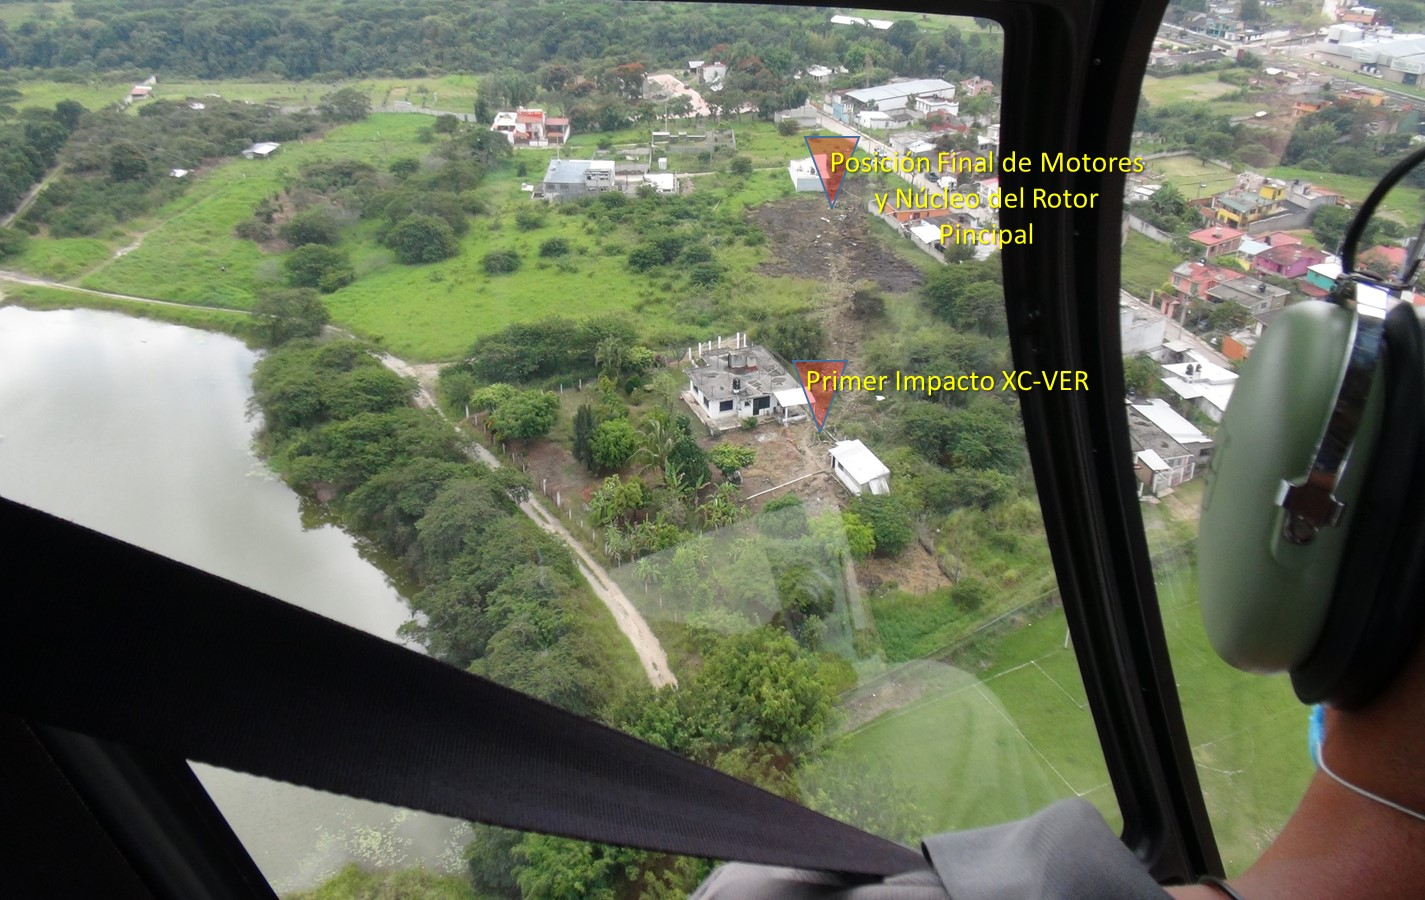 Posición Final de Motores
y Núcleo del Rotor
Pincipal
Primer Impacto XC-VER